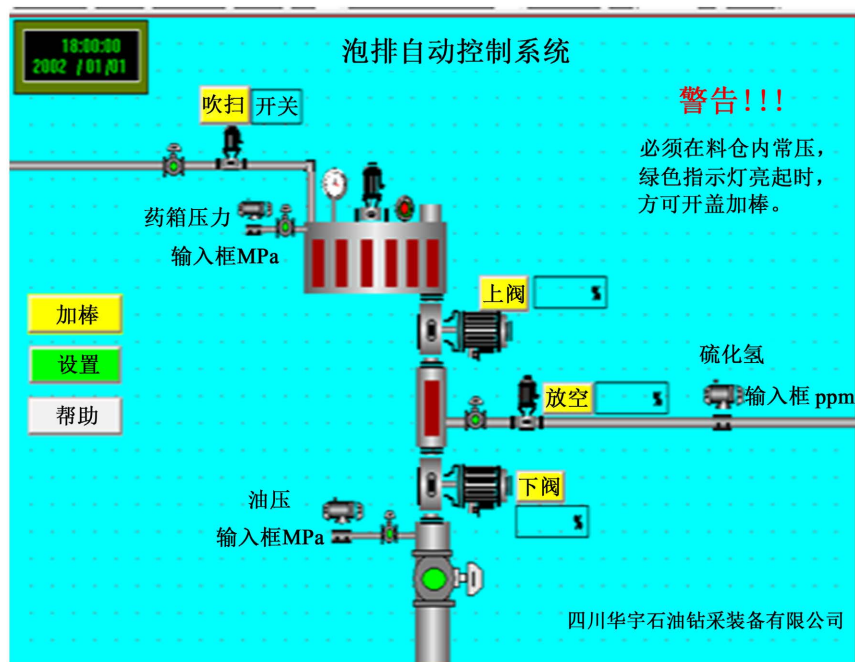 18:00:00
2002 /01/01
泡排自动控制系统
吹扫 开关
警告!!!
必须在料仓内常压，
绿色指示灯亮起时，
方可开盖加棒。
药箱压力
输入框MPa
加棒
上阀 %
设置
硫化氢
放空 %
输入框 ppm
帮助
下阀
油压
%
输入框MPa
四川华宇石油钻采装备有限公司